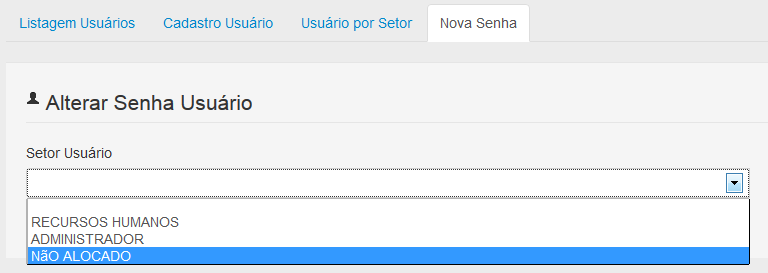 Listagem Usuários Cadastro Usuário Usuário por Setor Nova Senha
Alterar Senha Usuário
Setor Usuário
RECURSOS HUMANOS
ADMINISTRADOR
NãO ALOCADO